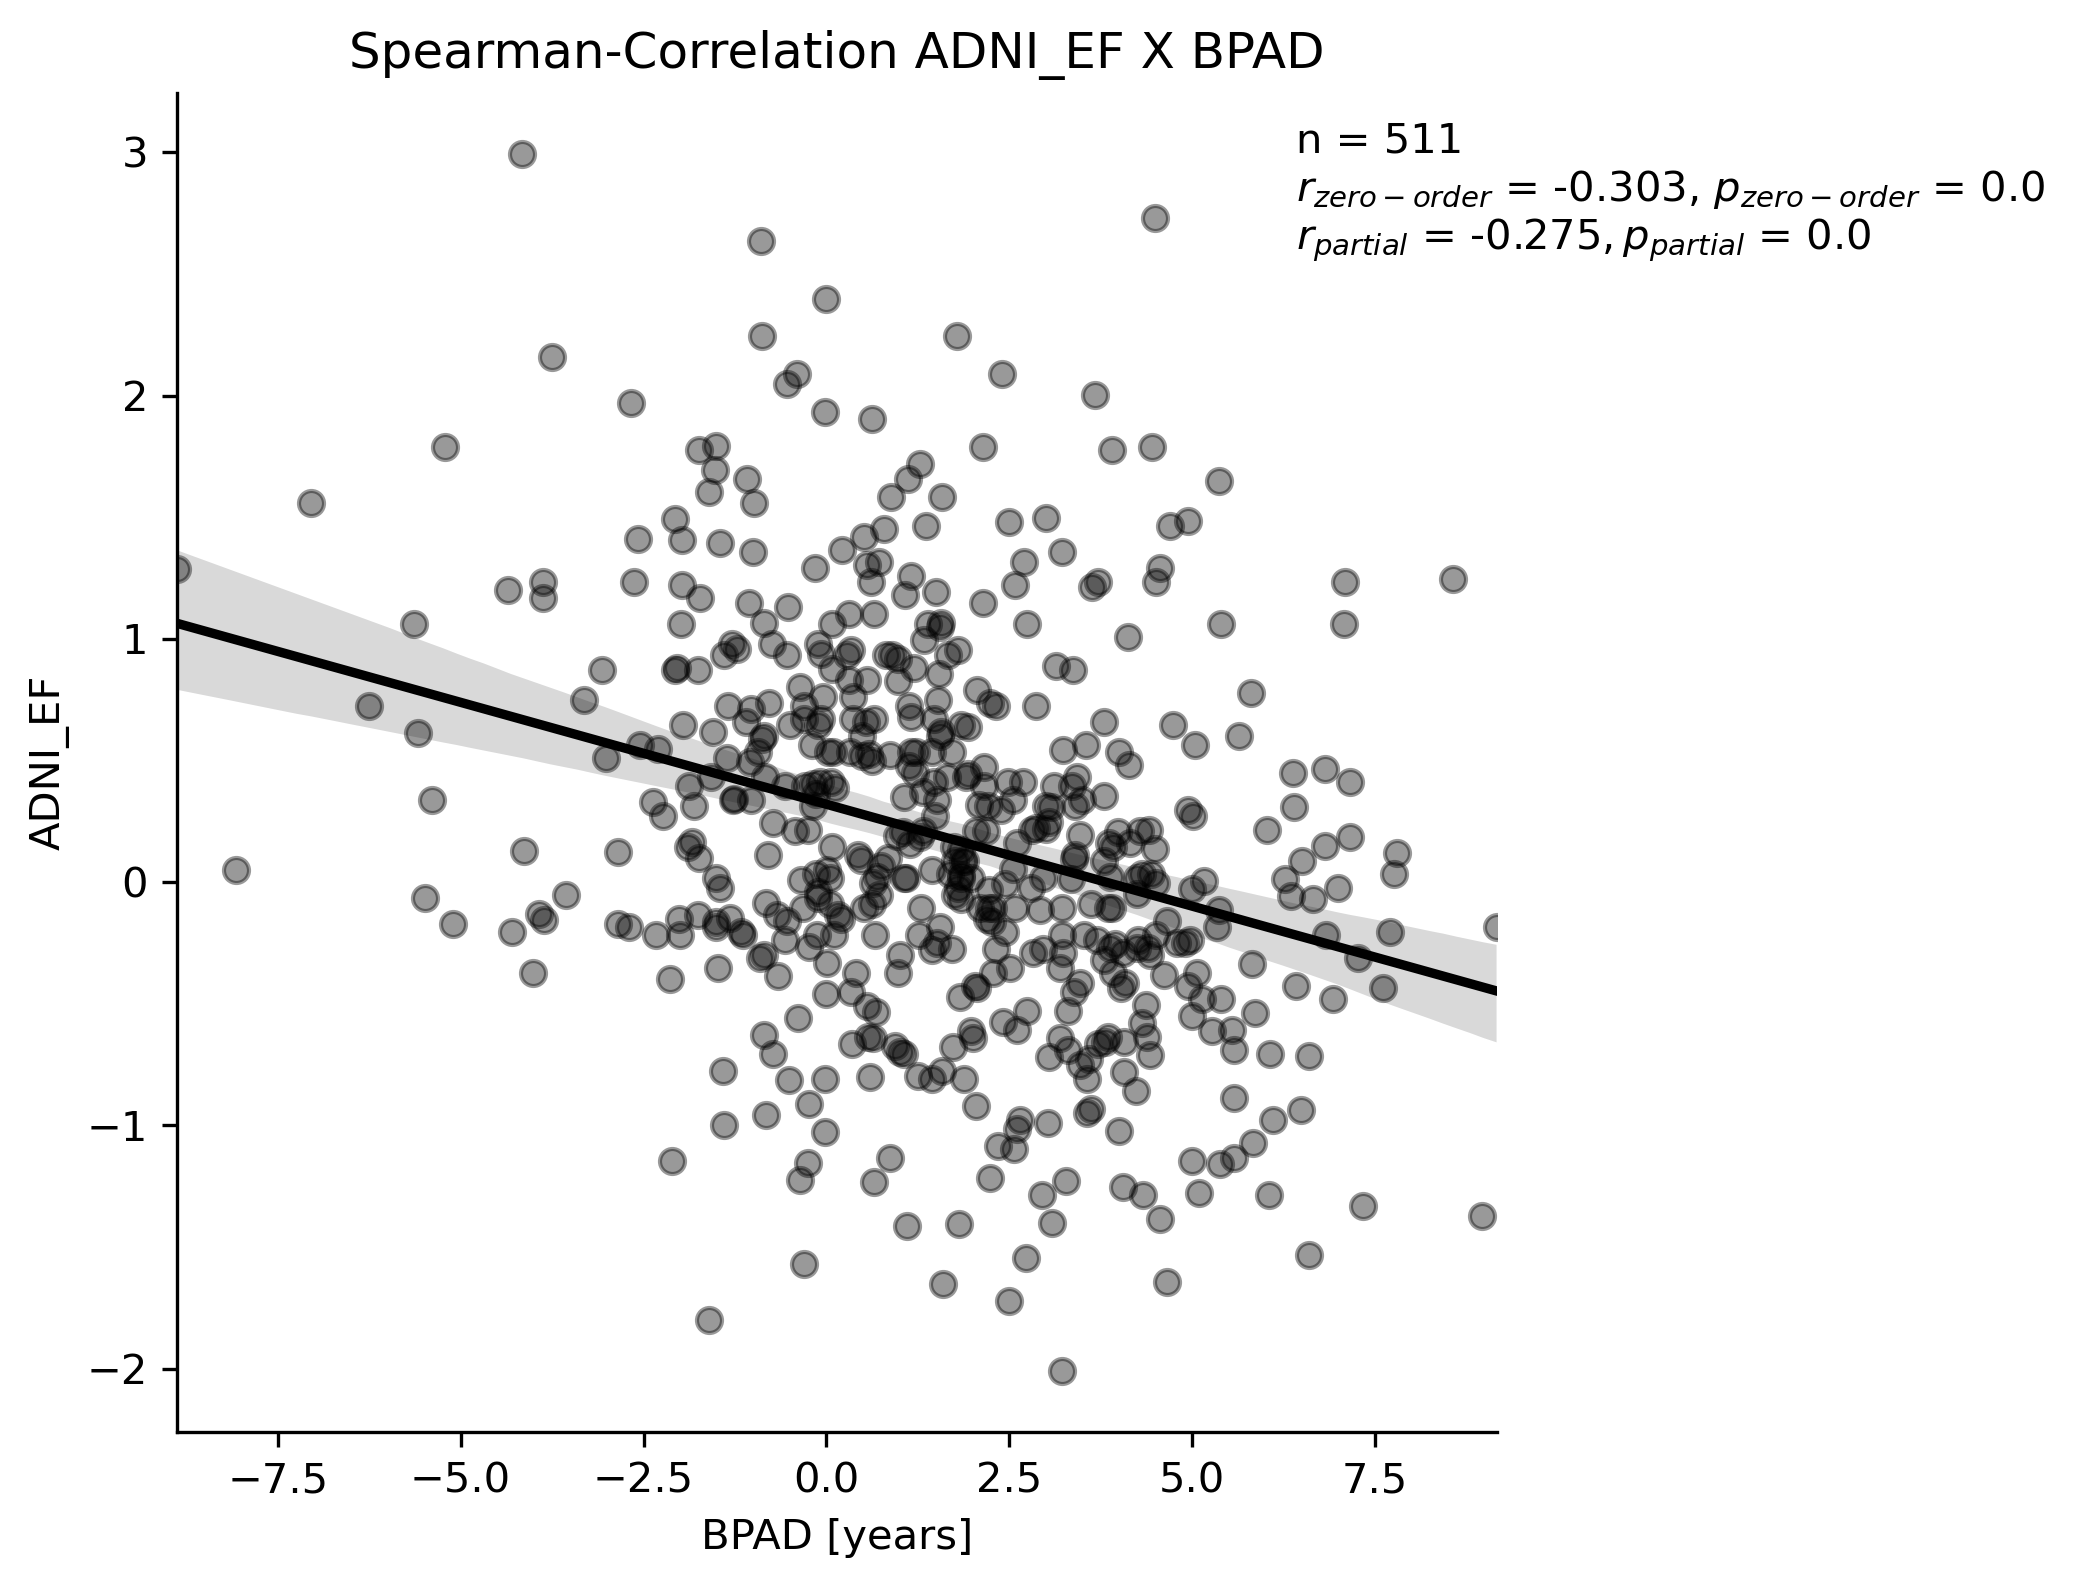 Spearman-Correlation ADNI_EF X BPAD
n = 511
r_zero−order = -0.303, p_zero−order = 0.0
r_partial = -0.275, p_partial = 0.0
3
2
1
0
−1
−2
ADNI_EF
−7.5 −5.0 −2.5 0.0 2.5 5.0 7.5
BPAD [years]